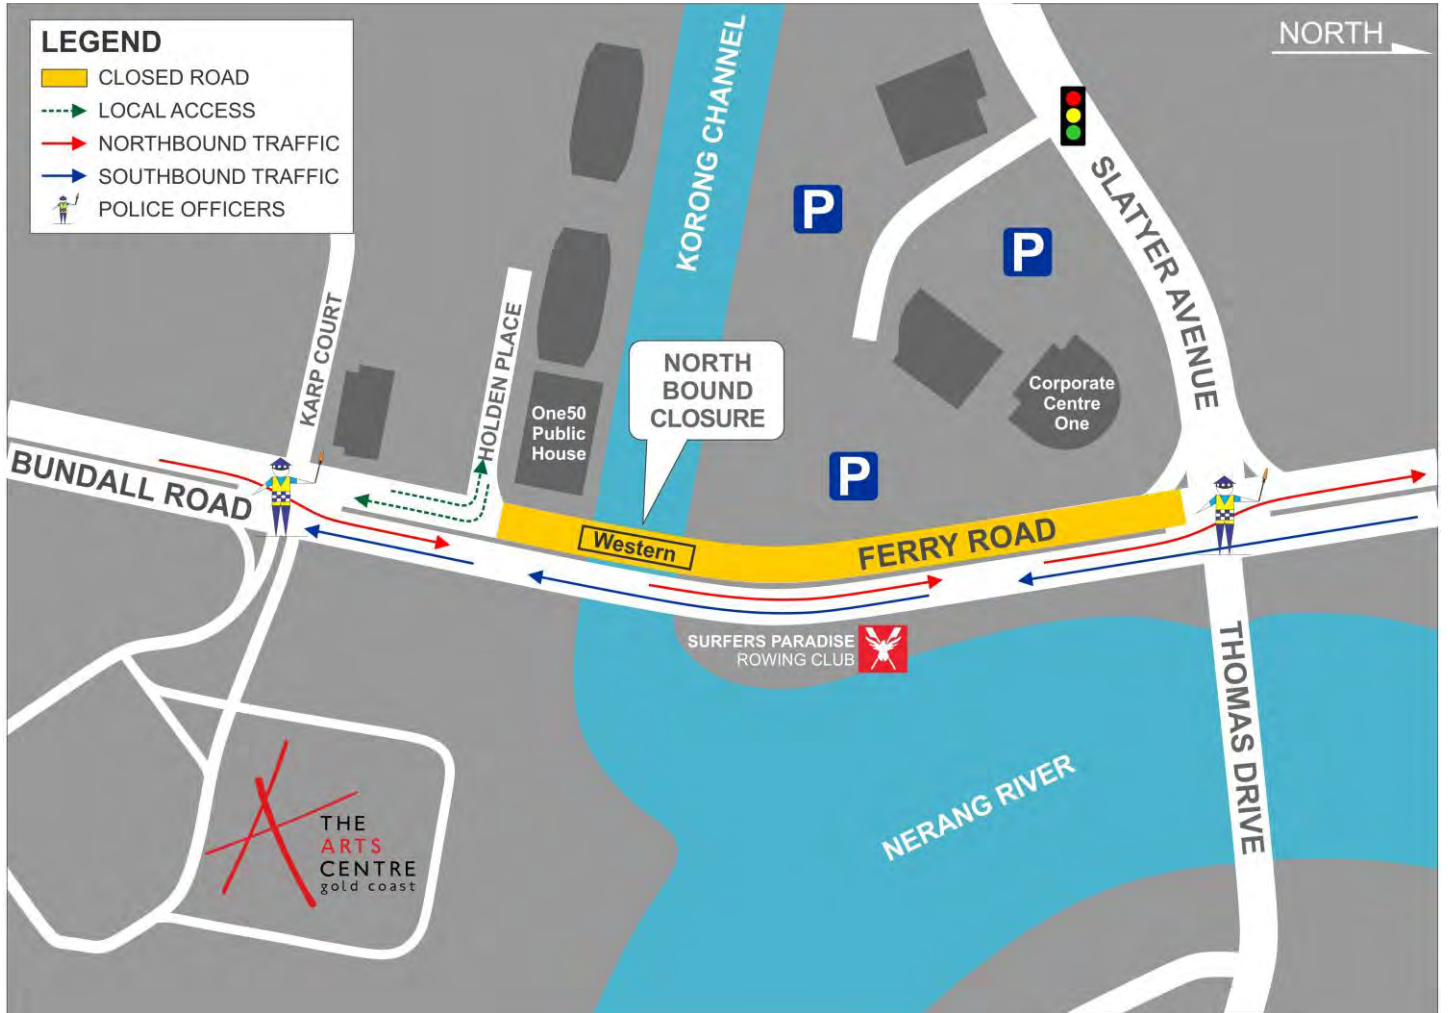 LEGEND
CLOSED ROAD
LOCAL ACCESS
NORTHBOUND TRAFFIC
SOUTHBOUND TRAFFIC
POLICE OFFICERS
NORTH
KORONG CHANNEL
P
P
P
SLATYER AVENUE
KARP COURT
HOLDEN PLACE
NORTH
BOUND
CLOSURE
One50
Public
House
Corporate
Centre
One
BUNDALL ROAD
Western
FERRY ROAD
SURFERS PARADISE
ROWING CLUB
THOMAS DRIVE
NERANG RIVER
THE
ARTS
CENTRE
gold coast